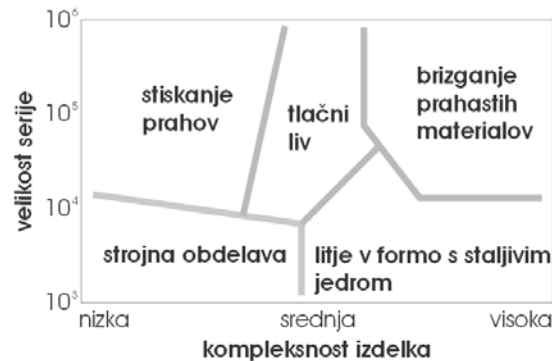 10⁶
stiskanje
prahov
tlačni
liv
brizganje
prahastih
materialov
10⁵
velikost serije
10⁴
strojna obdelava
litje v formo s staljivim
jedrom
10³
nizka
srednja
visoka
kompleksnost izdelka